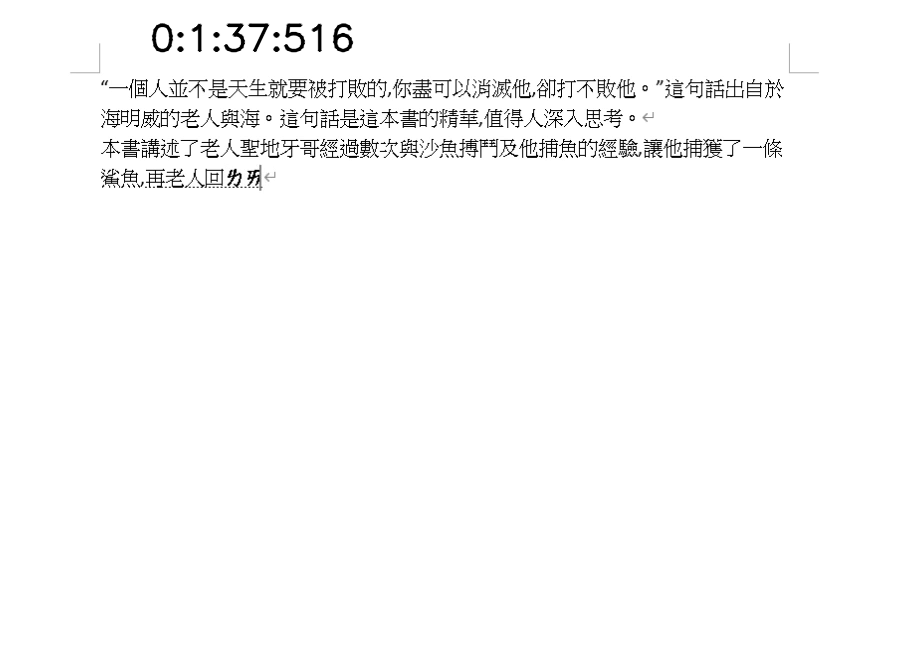 0:1:37:516
“一個人並不是天生就要被打敗的,你盡可以消滅他,卻打不敗他。”這句話出自於
海明威的老人與海。這句話是這本書的精華,值得人深入思考。
本書講述了老人聖地牙哥經過數次與沙魚搏鬥及他捕魚的經驗,讓他捕獲了一條
鯊魚,再老人回ㄌㄞ